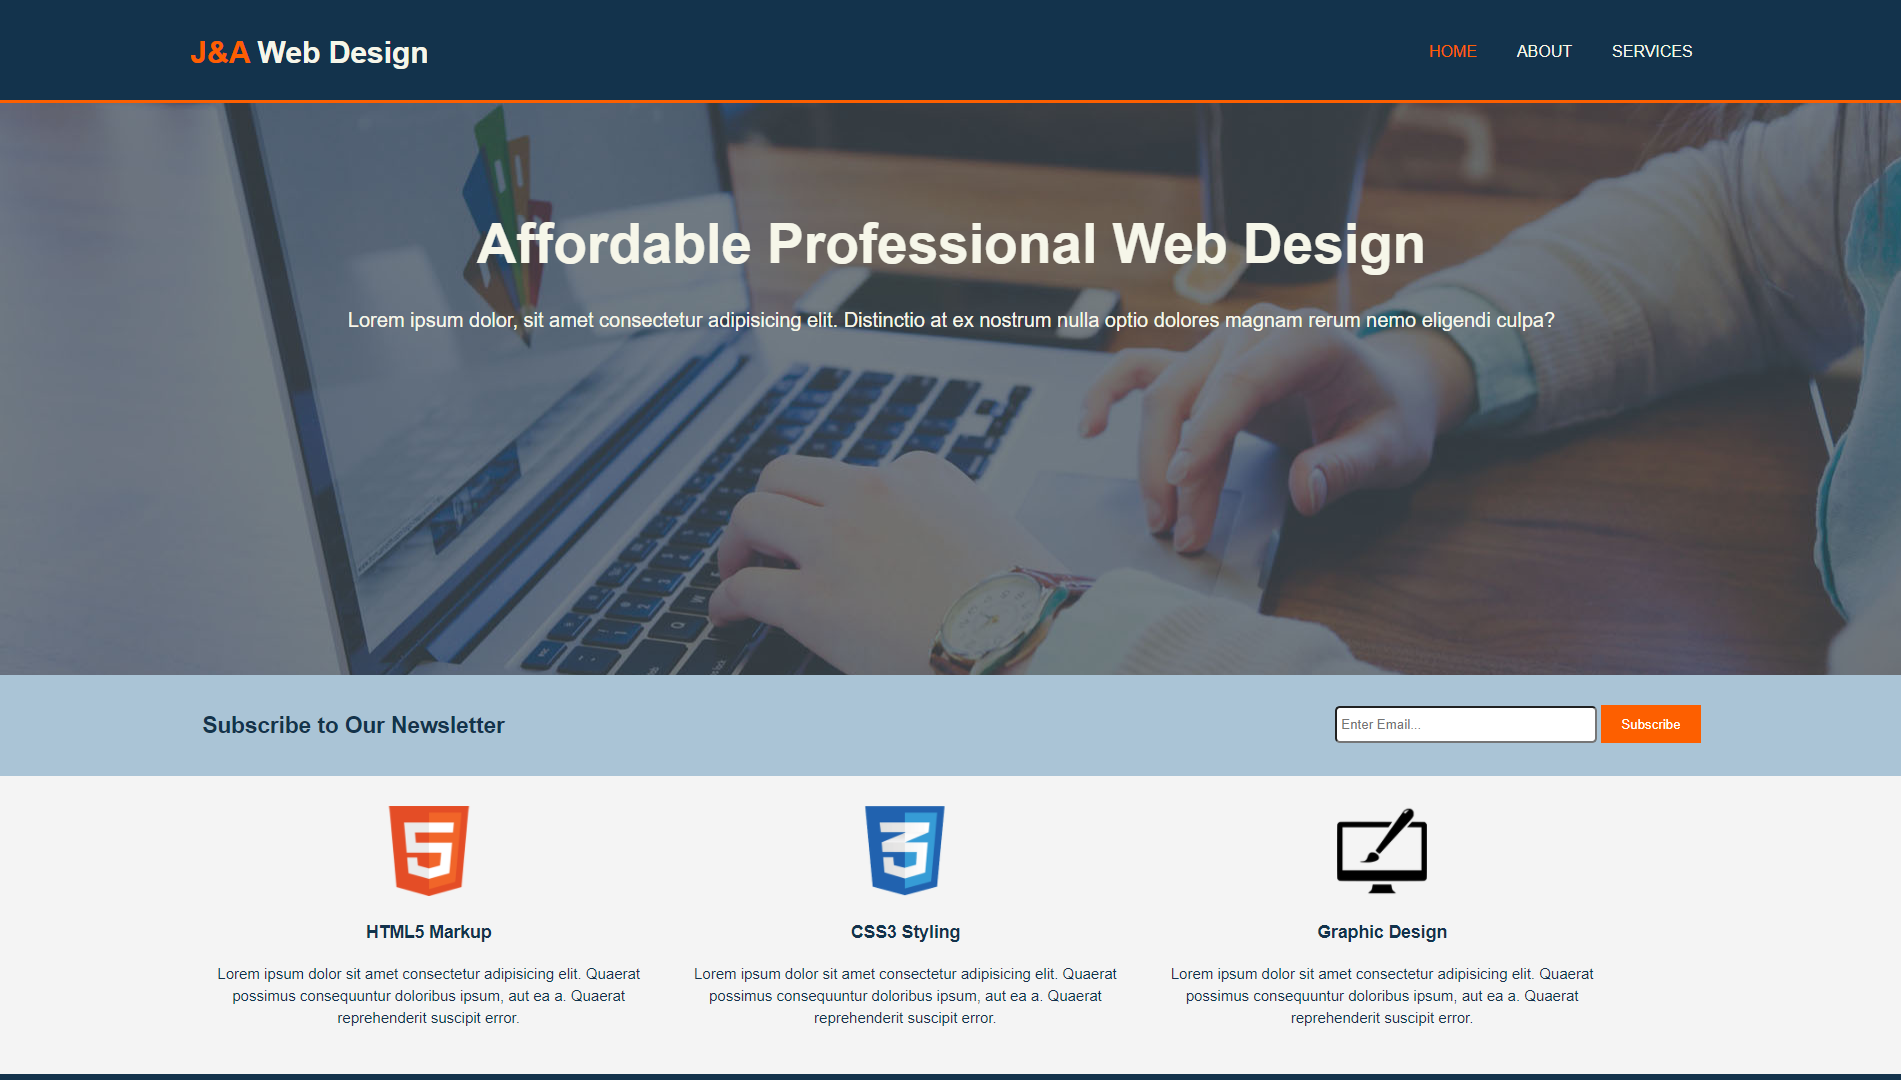 J&A Web Design
HOME ABOUT SERVICES
Affordable Professional Web Design
Lorem ipsum dolor, sit amet consectetur adipisicing elit. Distinctio at ex nostrum nulla optio dolores magnam rerum nemo eligendi culpa?
Subscribe to Our Newsletter
Enter Email... Subscribe
HTML5 Markup
Lorem ipsum dolor sit amet consectetur adipisicing elit. Quaerat
possimus consequuntur doloribus ipsum, aut ea a. Quaerat
reprehenderit suscipit error.
CSS3 Styling
Lorem ipsum dolor sit amet consectetur adipisicing elit. Quaerat
possimus consequuntur doloribus ipsum, aut ea a. Quaerat
reprehenderit suscipit error.
Graphic Design
Lorem ipsum dolor sit amet consectetur adipisicing elit. Quaerat
possimus consequuntur doloribus ipsum, aut ea a. Quaerat
reprehenderit suscipit error.